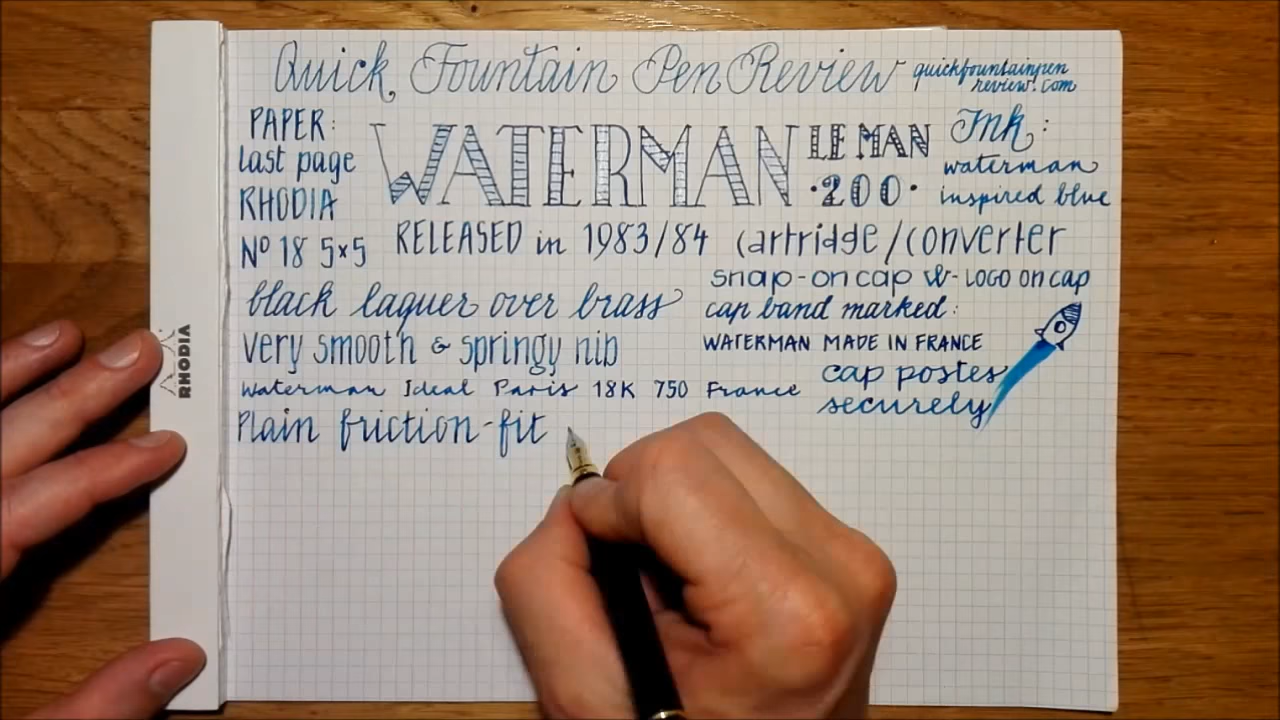 Quick Fountain Pen Review
quickfountainpen
review.com
PAPER:
last page
RHODIA
Nº 18 5x5
WATERMAN
LE MAN
·200·
Ink:
waterman
inspired blue
RELEASED in 1983/84
Cartridge/Converter
snap-on cap w- LOGO ON CAP
black laquer over brass
cap band marked:
WATERMAN MADE IN FRANCE
very smooth & springy nib
cap postes
securely
Waterman Ideal Paris 18K 750 France
Plain friction-fit
RHODIA